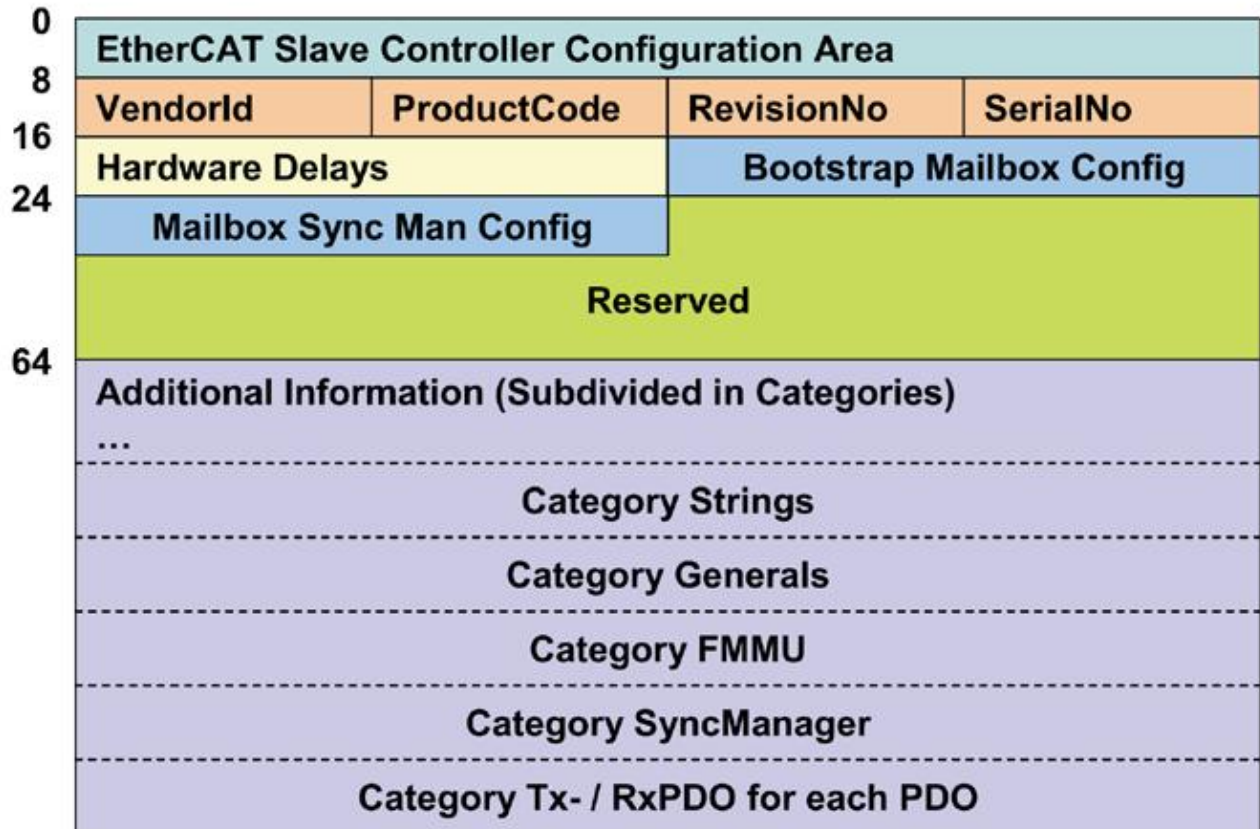 0
EtherCAT Slave Controller Configuration Area
8
VendorId ProductCode RevisionNo SerialNo
16
Hardware Delays Bootstrap Mailbox Config
24
Mailbox Sync Man Config
Reserved
64
Additional Information (Subdivided in Categories)
...
Category Strings
Category Generals
Category FMMU
Category SyncManager
Category Tx- / RxPDO for each PDO